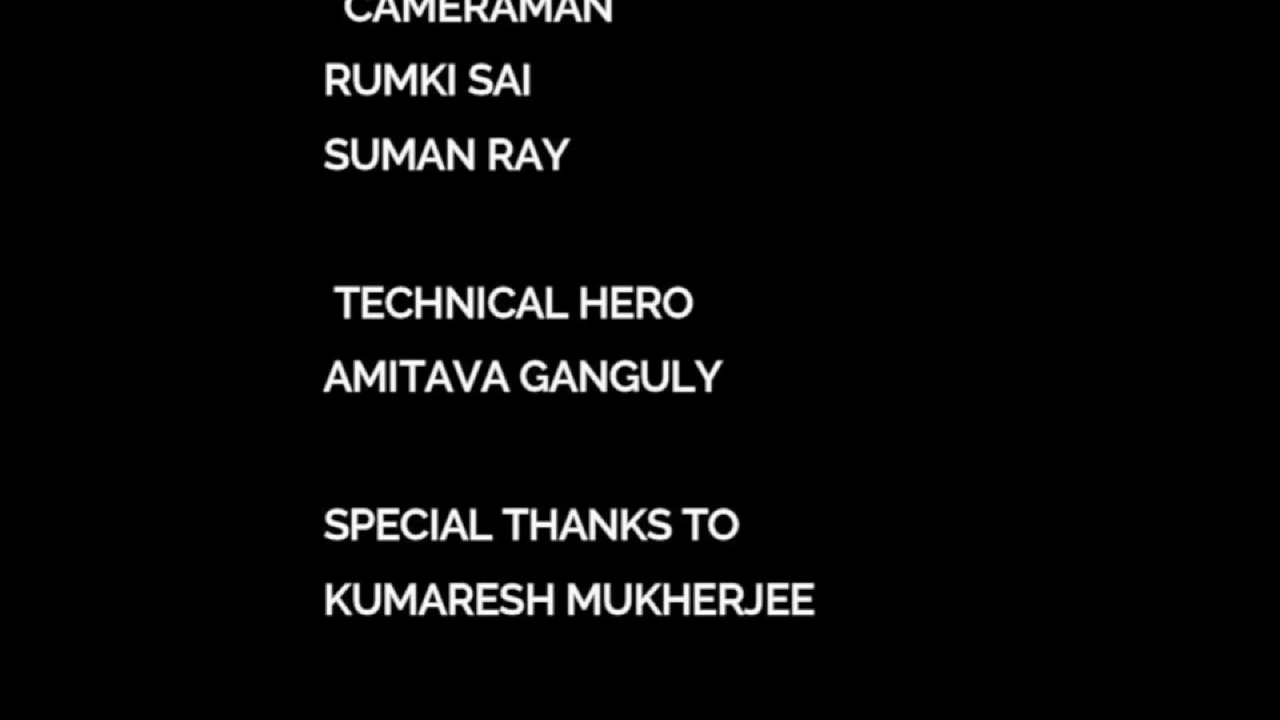 CAMERAMAN
RUMKI SAI
SUMAN RAY
TECHNICAL HERO
AMITAVA GANGULY
SPECIAL THANKS TO
KUMARESH MUKHERJEE